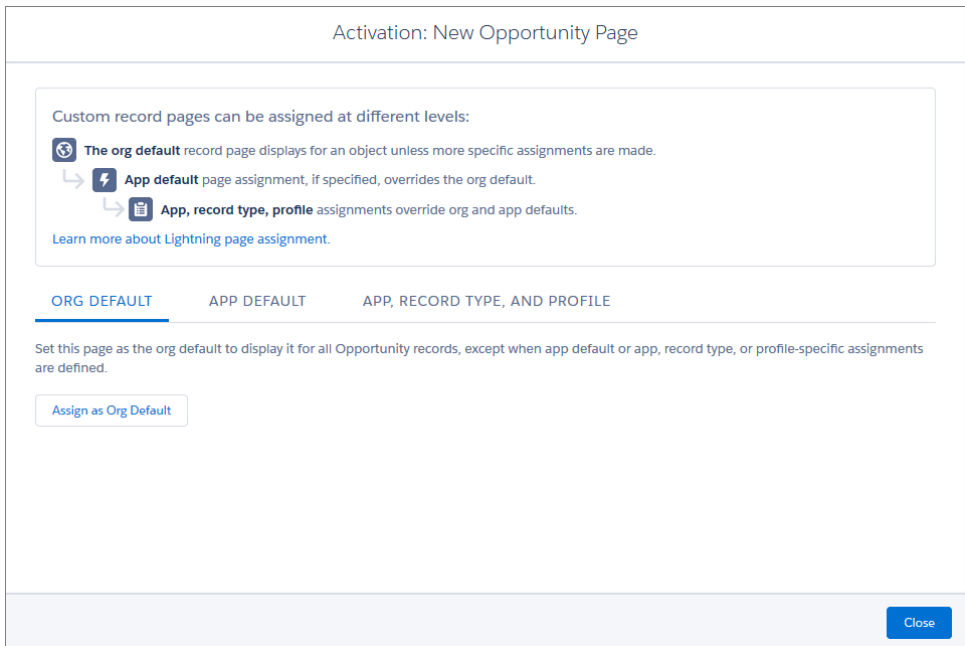 Activation: New Opportunity Page
Custom record pages can be assigned at different levels:
The org default record page displays for an object unless more specific assignments are made.
App default page assignment, if specified, overrides the org default.
App, record type, profile assignments override org and app defaults.
Learn more about Lightning page assignment.
ORG DEFAULT APP DEFAULT APP, RECORD TYPE, AND PROFILE
Set this page as the org default to display it for all Opportunity records, except when app default or app, record type, or profile-specific assignments
are defined.
Assign as Org Default
Close